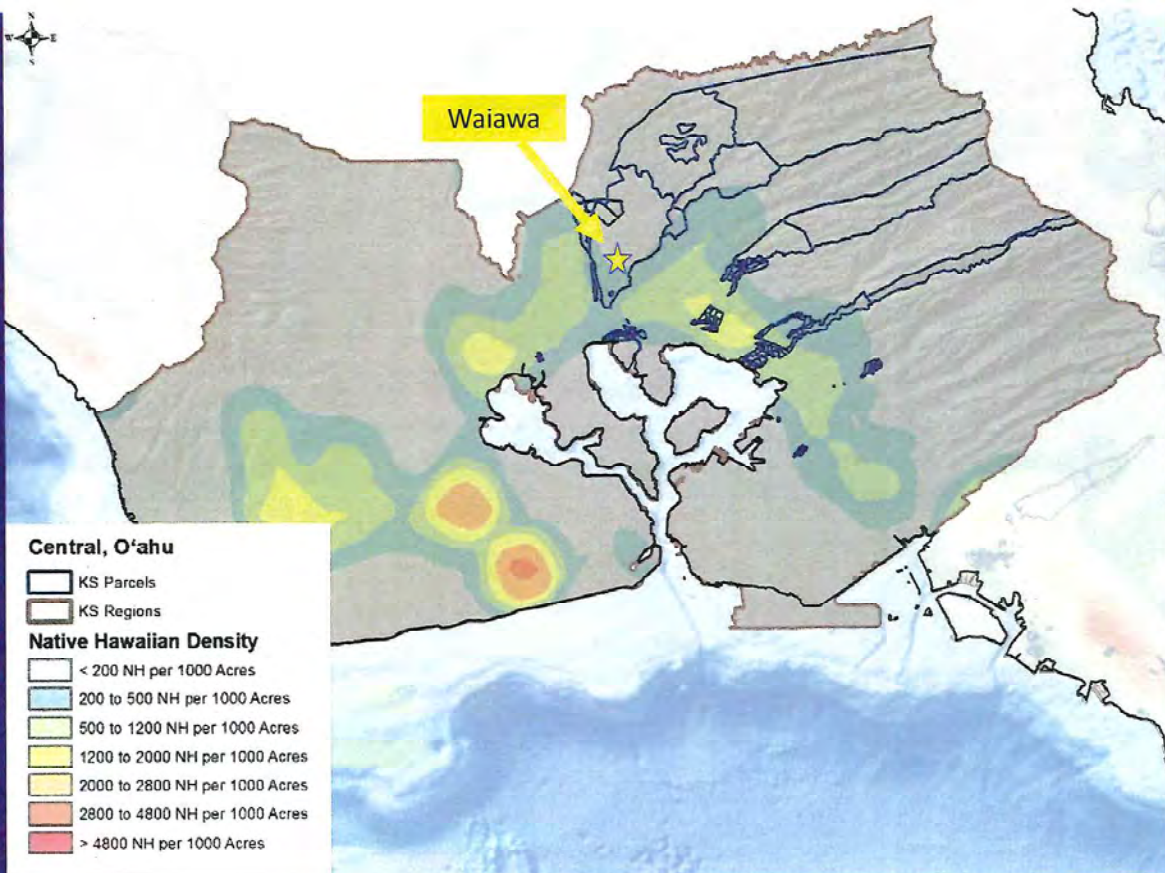 N
W
E
S
Waiawa
Central, Oʻahu
KS Parcels
KS Regions
Native Hawaiian Density
< 200 NH per 1000 Acres
200 to 500 NH per 1000 Acres
500 to 1200 NH per 1000 Acres
1200 to 2000 NH per 1000 Acres
2000 to 2800 NH per 1000 Acres
2800 to 4800 NH per 1000 Acres
> 4800 NH per 1000 Acres